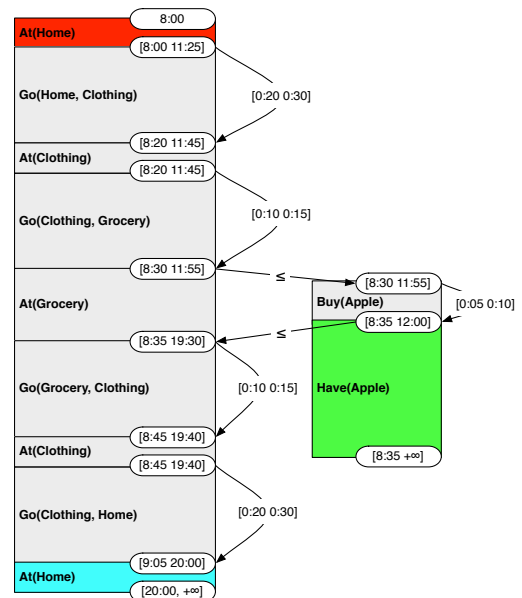 8:00
At(Home)
[8:00 11:25]
Go(Home, Clothing)
[0:20 0:30]
[8:20 11:45]
At(Clothing)
[8:20 11:45]
Go(Clothing, Grocery)
[0:10 0:15]
[8:30 11:55]
≤
[8:30 11:55]
At(Grocery)
Buy(Apple)
[0:05 0:10]
[8:35 12:00]
≤
[8:35 19:30]
Go(Grocery, Clothing)
[0:10 0:15]
Have(Apple)
[8:45 19:40]
At(Clothing)
[8:35 +∞]
[8:45 19:40]
Go(Clothing, Home)
[0:20 0:30]
[9:05 20:00]
At(Home)
[20:00, +∞]